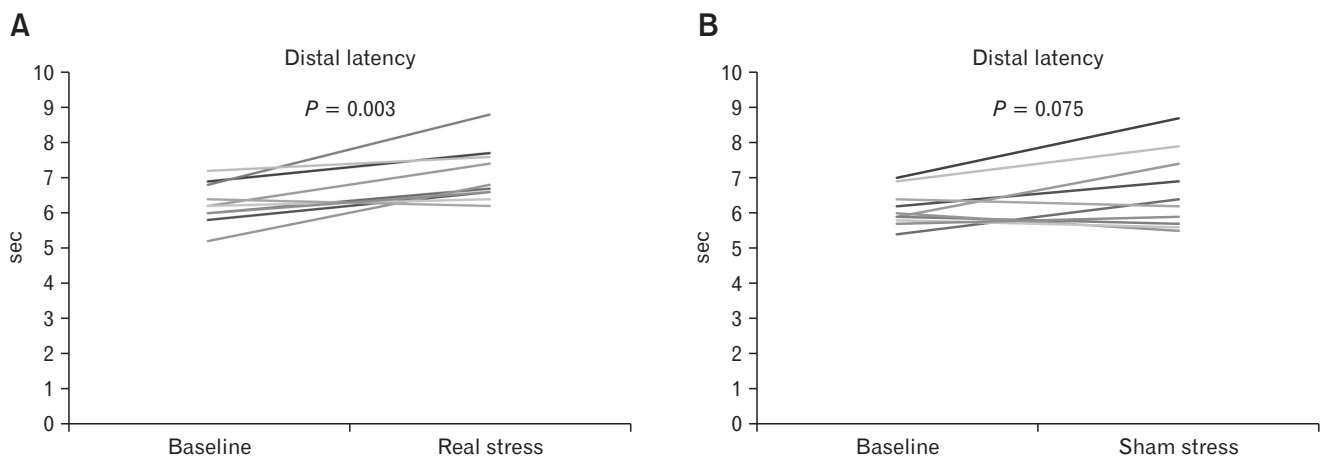 A
Distal latency
P = 0.003
10
9
8
7
6
5
4
3
2
1
0
sec
Baseline
Real stress
B
Distal latency
P = 0.075
10
9
8
7
6
5
4
3
2
1
0
sec
Baseline
Sham stress